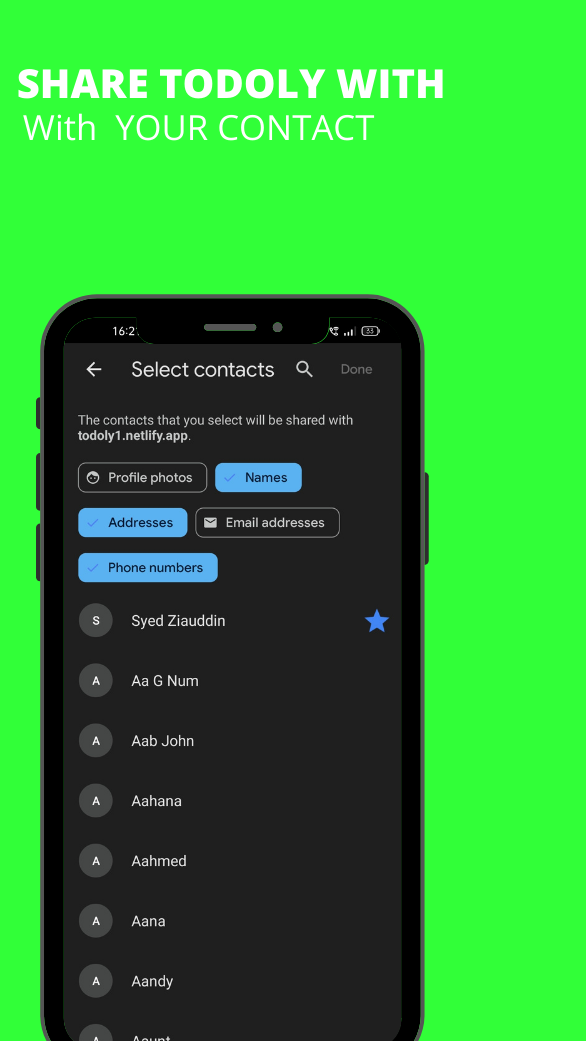 SHARE TODOLY WITH
With YOUR CONTACT
16:2
33
Select contacts
Done
The contacts that you select will be shared with
todoly1.netlify.app.
Profile photos
Names
Addresses
Email addresses
Phone numbers
S Syed Ziauddin
A Aa G Num
A Aab John
A Aahana
A Aahmed
A Aana
A Aandy